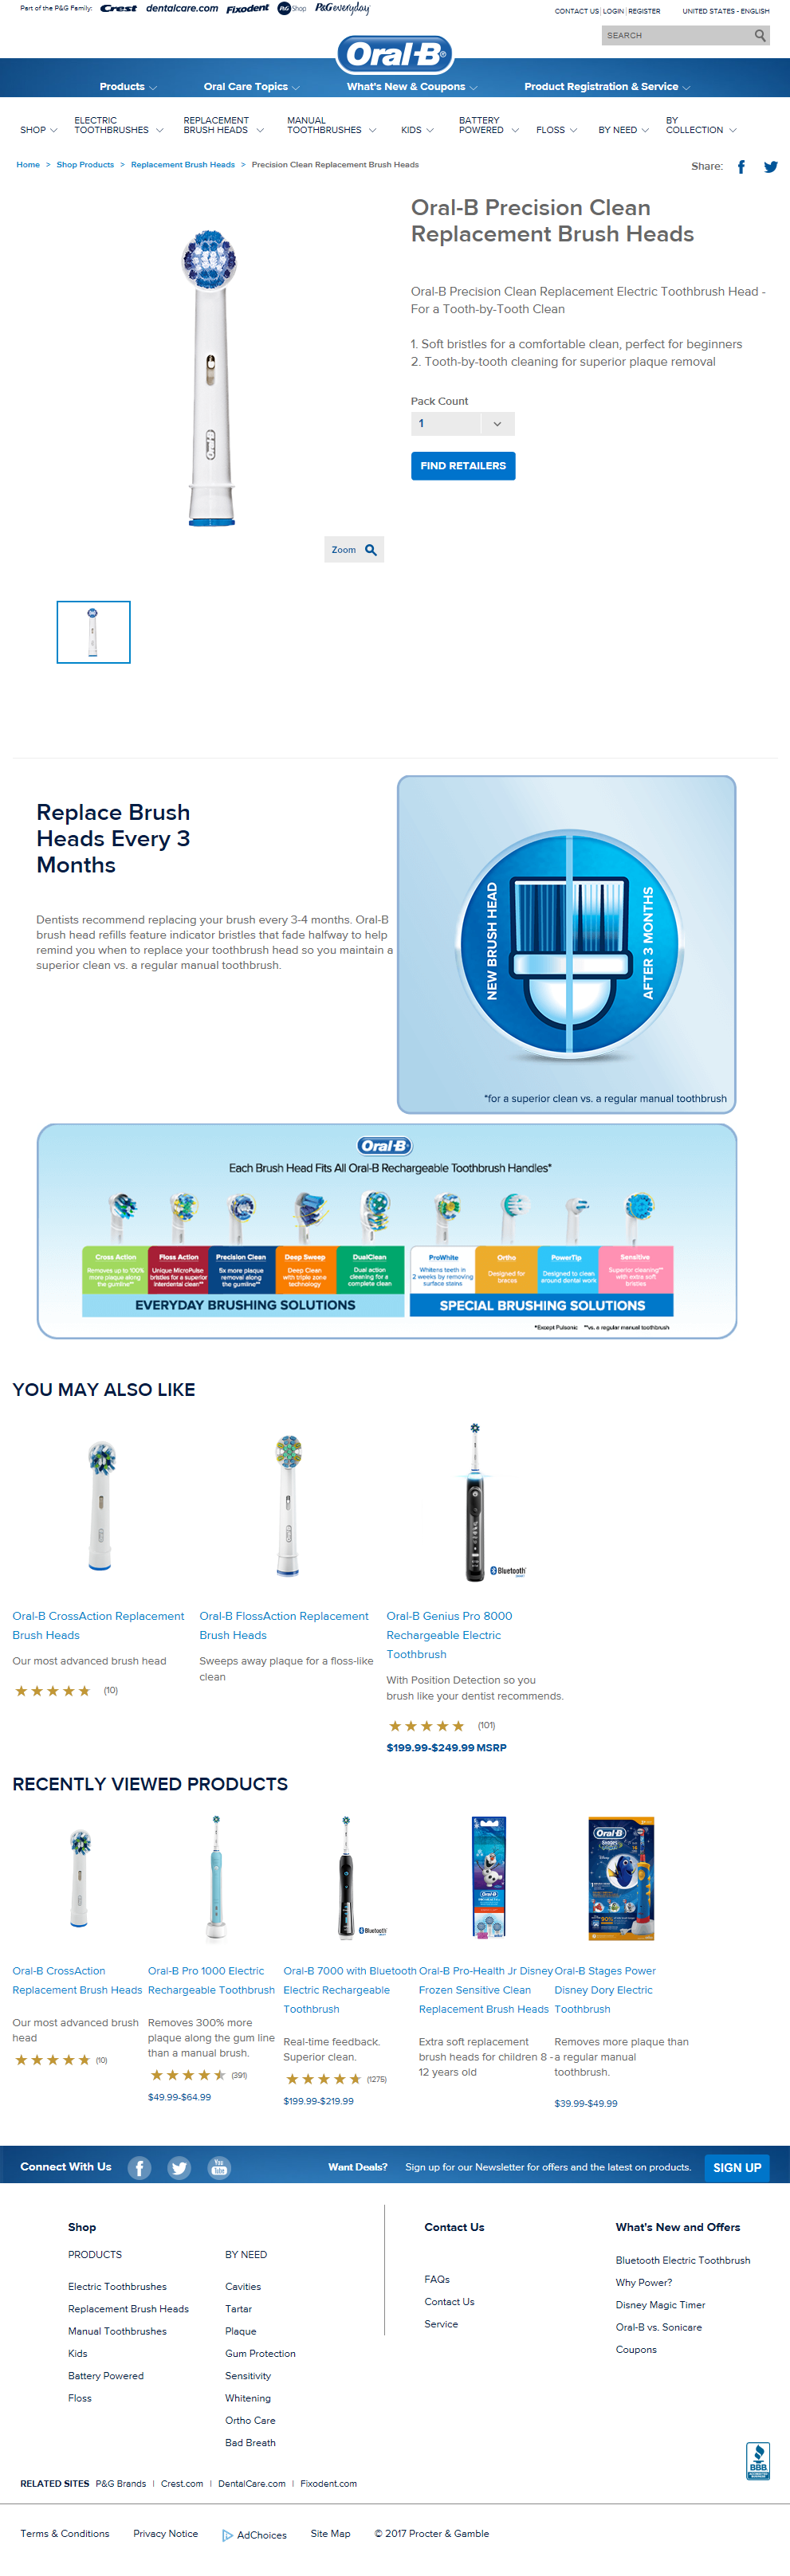 Part of the P&G Family: Crest dentalcare.com Fixodent P&G Shop P&G everyday
CONTACT US | LOGIN | REGISTER UNITED STATES - ENGLISH
SEARCH
Oral-B
Products What's New & Coupons Oral Care Topics Product Registration & Service
SHOP ELECTRIC TOOTHBRUSHES REPLACEMENT BRUSH HEADS MANUAL TOOTHBRUSHES KIDS BATTERY POWERED FLOSS BY NEED BY COLLECTION
Home > Shop Products > Replacement Brush Heads > Precision Clean Replacement Brush Heads
Share:
Oral-B Precision Clean
Replacement Brush Heads
Oral-B Precision Clean Replacement Electric Toothbrush Head -
For a Tooth-by-Tooth Clean
1. Soft bristles for a comfortable clean, perfect for beginners
2. Tooth-by-tooth cleaning for superior plaque removal
Pack Count
1
FIND RETAILERS
Zoom
Replace Brush
Heads Every 3
Months
Dentists recommend replacing your brush every 3-4 months. Oral-B
brush head refills feature indicator bristles that fade halfway to help
remind you when to replace your toothbrush head so you maintain a
superior clean vs. a regular manual toothbrush.
NEW BRUSH HEAD
AFTER 3 MONTHS
*for a superior clean vs. a regular manual toothbrush
Oral-B
Each Brush Head Fits All Oral-B Rechargeable Toothbrush Handles*
Cross Action
Removes up to 100%
more plaque along
the gumline**
Floss Action
Unique MicroPulse
bristles for a superior
interdental clean**
Precision Clean
5x more plaque
removal along
the gumline**
Deep Sweep
Deep Clean
with triple zone
technology
DualClean
Dual action
cleaning for a
complete clean
ProWhite
Whitens teeth in
2 weeks by removing
surface stains
Ortho
Designed for
braces
PowerTip
Designed to clean
around dental work
Sensitive
Superior cleaning**
with extra soft
bristles
EVERYDAY BRUSHING SOLUTIONS
SPECIAL BRUSHING SOLUTIONS
*Except Pulsonic **vs. a regular manual toothbrush
YOU MAY ALSO LIKE
Bluetooth
Oral-B CrossAction Replacement
Brush Heads
Our most advanced brush head
(10)
Oral-B FlossAction Replacement
Brush Heads
Sweeps away plaque for a floss-like
clean
Oral-B Genius Pro 8000
Rechargeable Electric
Toothbrush
With Position Detection so you
brush like your dentist recommends.
(101)
$199.99-$249.99 MSRP
RECENTLY VIEWED PRODUCTS
Bluetooth
Oral-B
Oral-B
Oral-B CrossAction
Replacement Brush Heads
Our most advanced brush
head
(10)
Oral-B Pro 1000 Electric
Rechargeable Toothbrush
Removes 300% more
plaque along the gum line
than a manual brush.
(391)
$49.99-$64.99
Oral-B 7000 with Bluetooth
Electric Rechargeable
Toothbrush
Real-time feedback.
Superior clean.
(1275)
$199.99-$219.99
Oral-B Pro-Health Jr Disney
Frozen Sensitive Clean
Replacement Brush Heads
Extra soft replacement
brush heads for children 8 -
12 years old
Oral-B Stages Power
Disney Dory Electric
Toothbrush
Removes more plaque than
a regular manual
toothbrush.
$39.99-$49.99
Connect With Us You Tube Want Deals? Sign up for our Newsletter for offers and the latest on products. SIGN UP
Shop
PRODUCTS
Electric Toothbrushes
Replacement Brush Heads
Manual Toothbrushes
Kids
Battery Powered
Floss
BY NEED
Cavities
Tartar
Plaque
Gum Protection
Sensitivity
Whitening
Ortho Care
Bad Breath
Contact Us
FAQs
Contact Us
Service
What's New and Offers
Bluetooth Electric Toothbrush
Why Power?
Disney Magic Timer
Oral-B vs. Sonicare
Coupons
BBB
RELATED SITES P&G Brands | Crest.com | DentalCare.com | Fixodent.com
Terms & Conditions Privacy Notice AdChoices Site Map © 2017 Procter & Gamble